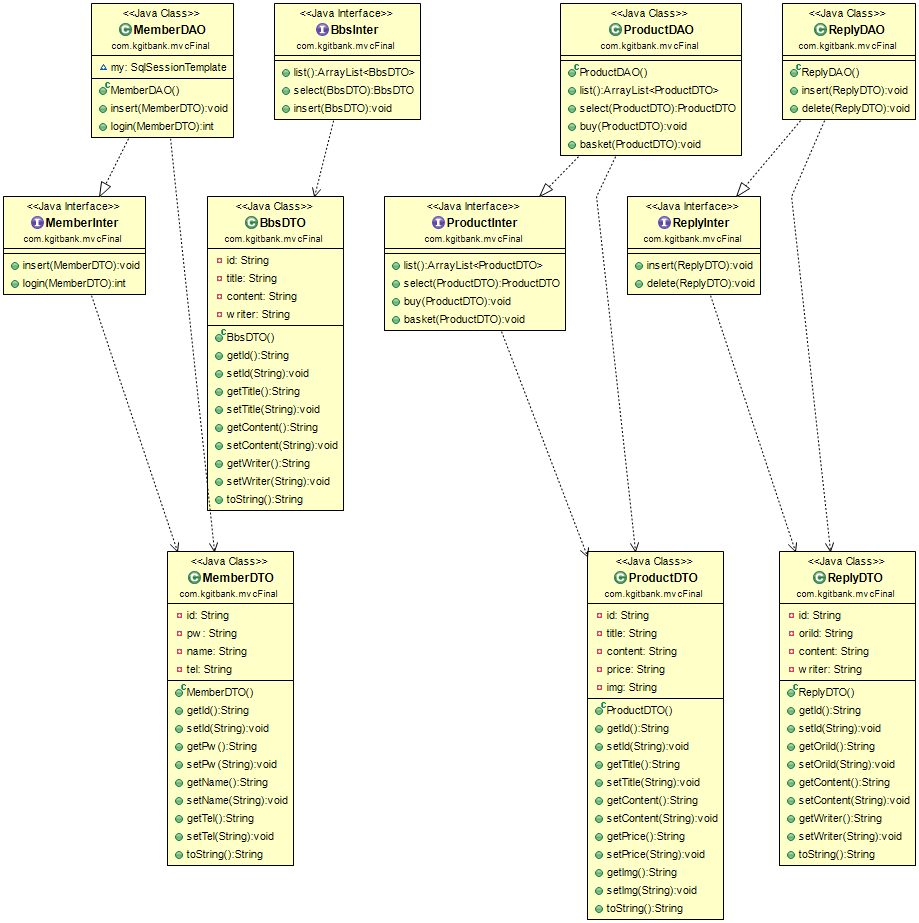 <<Java Class>>
MemberDAO
com.kgitbank.mvcFinal
my: SqlSessionTemplate
MemberDAO()
insert(MemberDTO):void
login(MemberDTO):int
<<Java Interface>>
BbsInter
com.kgitbank.mvcFinal
list():ArrayList<BbsDTO>
select(BbsDTO):BbsDTO
insert(BbsDTO):void
<<Java Class>>
ProductDAO
com.kgitbank.mvcFinal
ProductDAO()
list():ArrayList<ProductDTO>
select(ProductDTO):ProductDTO
buy(ProductDTO):void
basket(ProductDTO):void
<<Java Class>>
ReplyDAO
com.kgitbank.mvcFinal
ReplyDAO()
insert(ReplyDTO):void
delete(ReplyDTO):void
<<Java Interface>>
MemberInter
com.kgitbank.mvcFinal
insert(MemberDTO):void
login(MemberDTO):int
<<Java Class>>
BbsDTO
com.kgitbank.mvcFinal
id: String
title: String
content: String
writer: String
BbsDTO()
getId():String
setId(String):void
getTitle():String
setTitle(String):void
getContent():String
setContent(String):void
getWriter():String
setWriter(String):void
toString():String
<<Java Interface>>
ProductInter
com.kgitbank.mvcFinal
list():ArrayList<ProductDTO>
select(ProductDTO):ProductDTO
buy(ProductDTO):void
basket(ProductDTO):void
<<Java Interface>>
ReplyInter
com.kgitbank.mvcFinal
insert(ReplyDTO):void
delete(ReplyDTO):void
<<Java Class>>
MemberDTO
com.kgitbank.mvcFinal
id: String
pw: String
name: String
tel: String
MemberDTO()
getId():String
setId(String):void
getPw():String
setPw(String):void
getName():String
setName(String):void
getTel():String
setTel(String):void
toString():String
<<Java Class>>
ProductDTO
com.kgitbank.mvcFinal
id: String
title: String
content: String
price: String
img: String
ProductDTO()
getId():String
setId(String):void
getTitle():String
setTitle(String):void
getContent():String
setContent(String):void
getPrice():String
setPrice(String):void
getImg():String
setImg(String):void
toString():String
<<Java Class>>
ReplyDTO
com.kgitbank.mvcFinal
id: String
oriId: String
content: String
writer: String
ReplyDTO()
getId():String
setId(String):void
getOriId():String
setOriId(String):void
getContent():String
setContent(String):void
getWriter():String
setWriter(String):void
toString():String